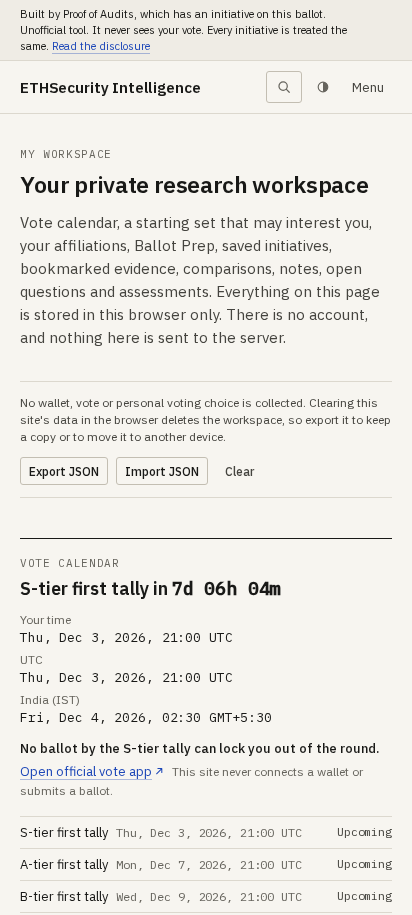 Built by Proof of Audits, which has an initiative on this ballot.
Unofficial tool. It never sees your vote. Every initiative is treated the
same. Read the disclosure
ETHSecurity Intelligence
Menu
MY WORKSPACE
Your private research workspace
Vote calendar, a starting set that may interest you,
your affiliations, Ballot Prep, saved initiatives,
bookmarked evidence, comparisons, notes, open
questions and assessments. Everything on this page
is stored in this browser only. There is no account,
and nothing here is sent to the server.
No wallet, vote or personal voting choice is collected. Clearing this
site's data in the browser deletes the workspace, so export it to keep
a copy or to move it to another device.
Export JSON Import JSON Clear
VOTE CALENDAR
S-tier first tally in 7d 06h 04m
Your time
Thu, Dec 3, 2026, 21:00 UTC
UTC
Thu, Dec 3, 2026, 21:00 UTC
India (IST)
Fri, Dec 4, 2026, 02:30 GMT+5:30
No ballot by the S-tier tally can lock you out of the round.
Open official vote app ↗ This site never connects a wallet or
submits a ballot.
S-tier first tally Thu, Dec 3, 2026, 21:00 UTC Upcoming
A-tier first tally Mon, Dec 7, 2026, 21:00 UTC Upcoming
B-tier first tally Wed, Dec 9, 2026, 21:00 UTC Upcoming